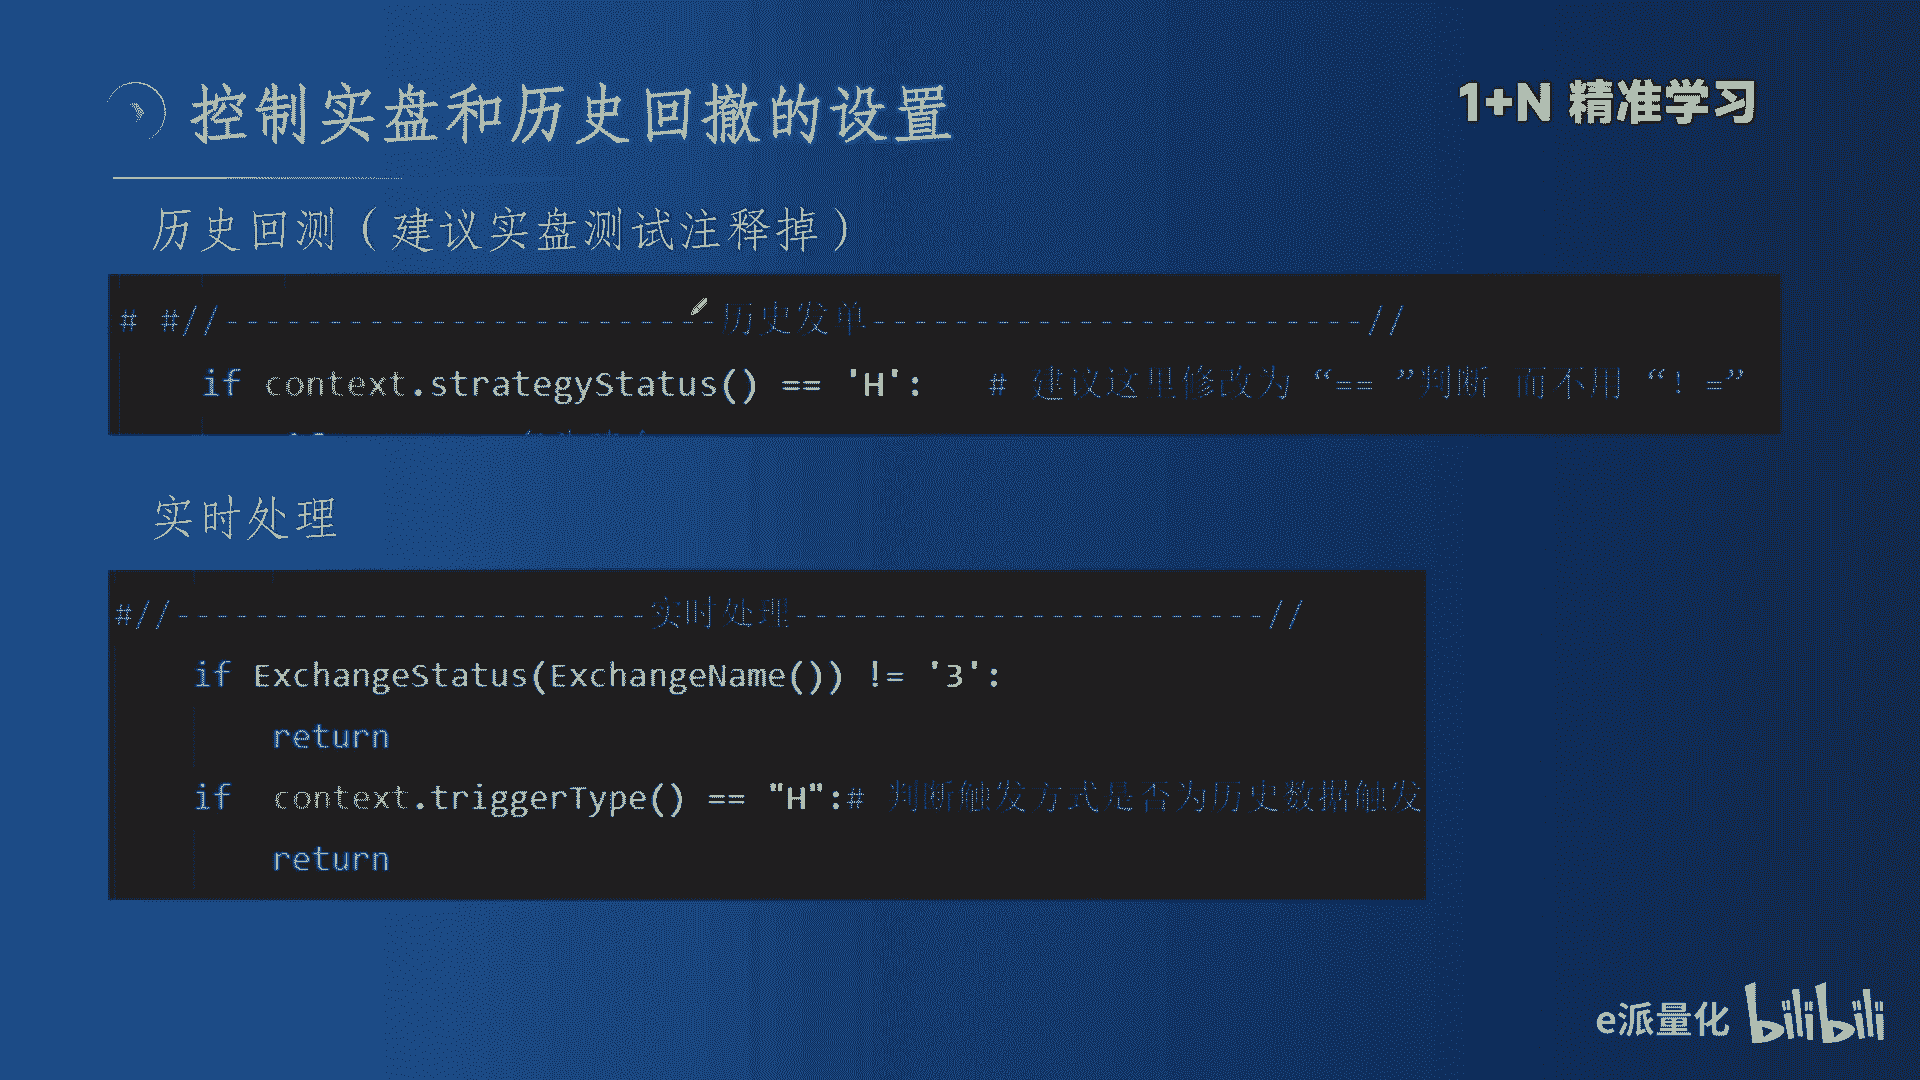 控制实盘和历史回撤的设置
1+N 精准学习
历史回测（建议实盘测试注释掉）
# #//------------------------历史发单------------------------//
if context.strategyStatus() == 'H':   # 建议这里修改为 “== ”判断 而不用 “! =”
实时处理
#//------------------------实时处理------------------------//
if ExchangeStatus(ExchangeName()) != '3':
return
if  context.triggerType() == "H":# 判断触发方式是否为历史数据触发
return
e派量化 bilibili